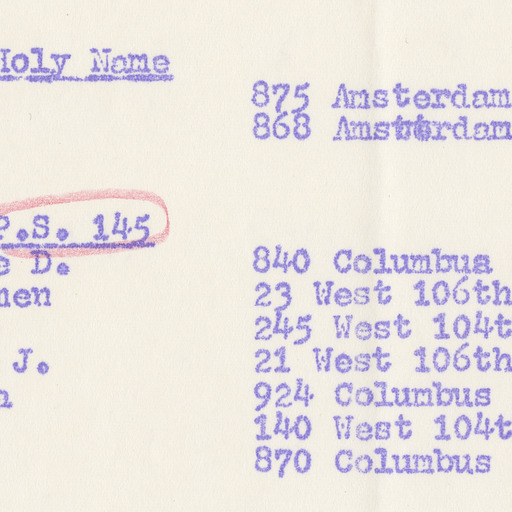 Holy Name
875 Amsterdam
868 Amsterdam
P.S. 145
e D.
840 Columbua
men 23 West 106th
245 West 104t
J. 21 West 106th
n 924 Columbus
140 West 104t
870 Columbus